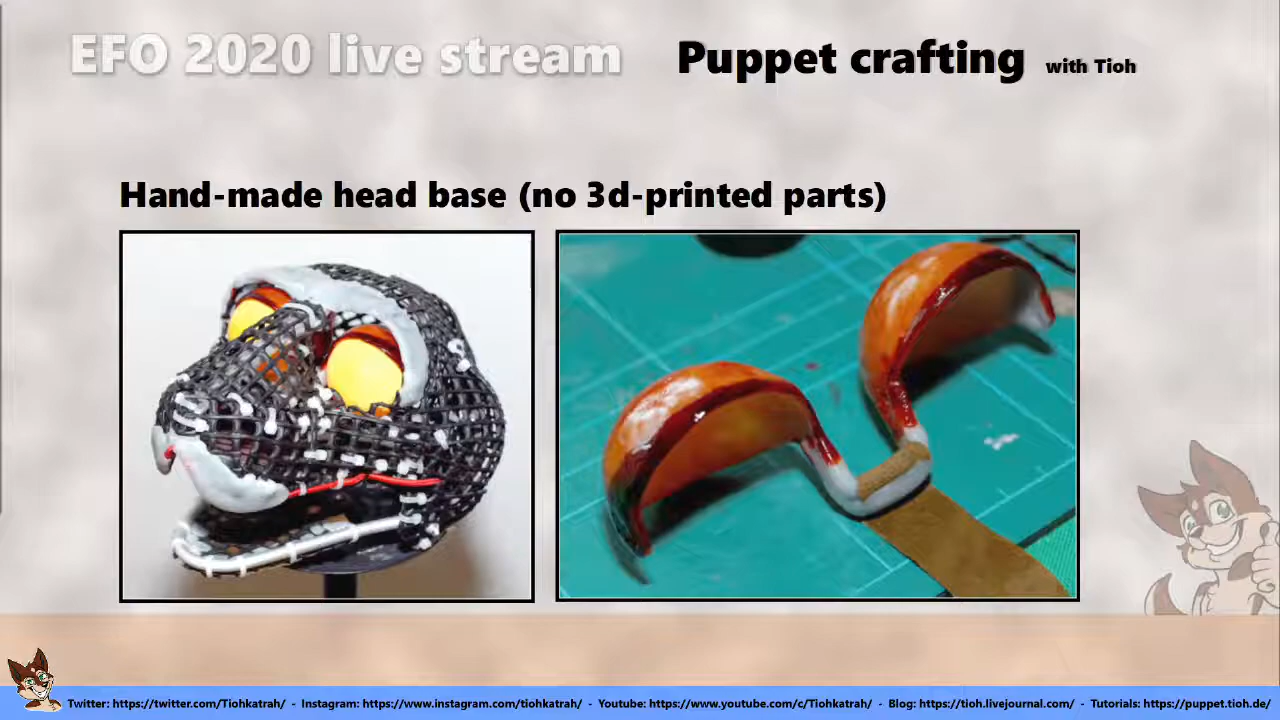 EFO 2020 live stream
Puppet crafting with Tioh
Hand-made head base (no 3d-printed parts)
Twitter: https://twitter.com/Tiohkatrah/ - Instagram: https://www.instagram.com/tiohkatrah/ - Youtube: https://www.youtube.com/c/Tiohkatrah/ - Blog: https://tioh.livejournal.com/ - Tutorials: https://puppet.tioh.de/